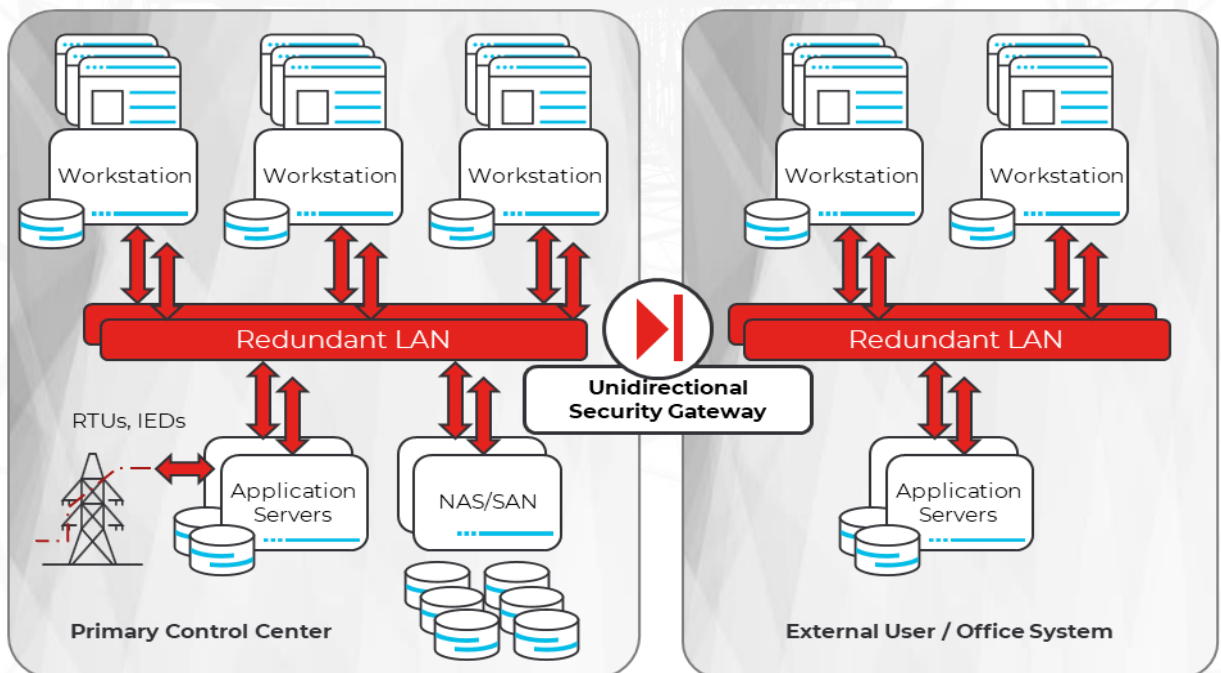 Workstation
Workstation
Workstation
Workstation
Workstation
Redundant LAN
Redundant LAN
Unidirectional
Security Gateway
RTUs, IEDs
Application
Servers
NAS/SAN
Application
Servers
Primary Control Center
External User / Office System